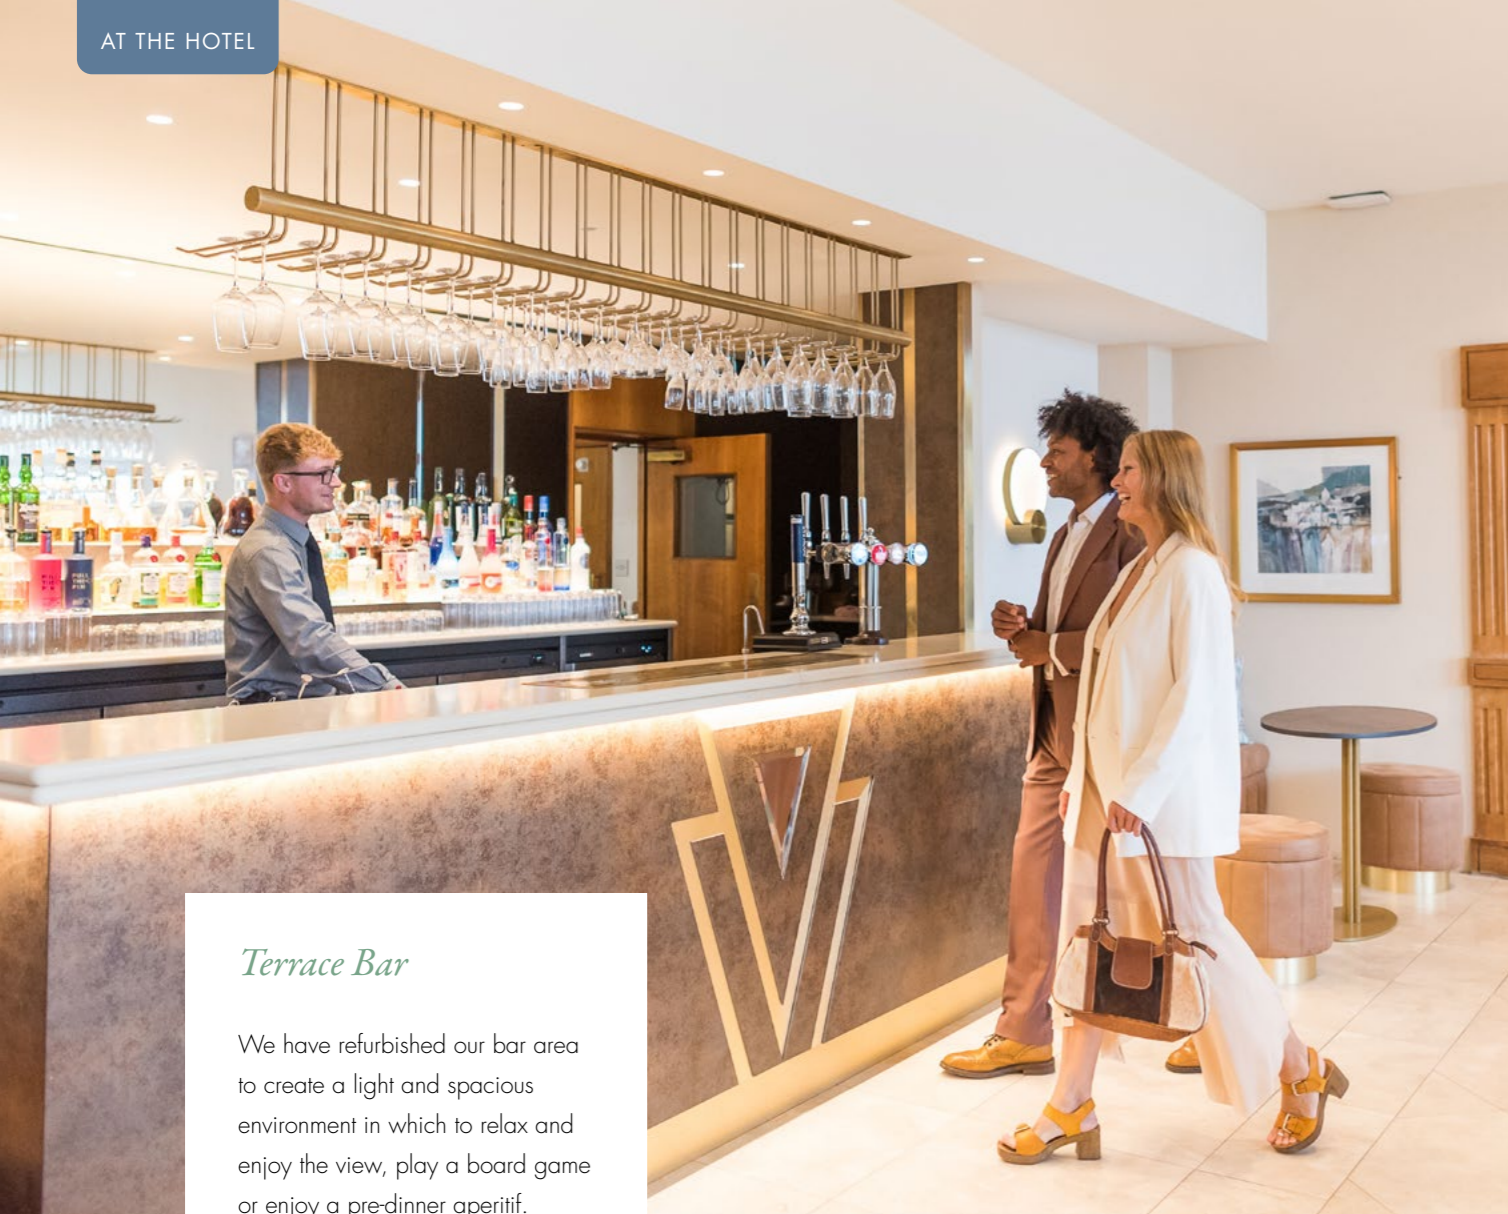 AT THE HOTEL
Terrace Bar
We have refurbished our bar area
to create a light and spacious
environment in which to relax and
enjoy the view, play a board game
or enjoy a pre-dinner aperitif.